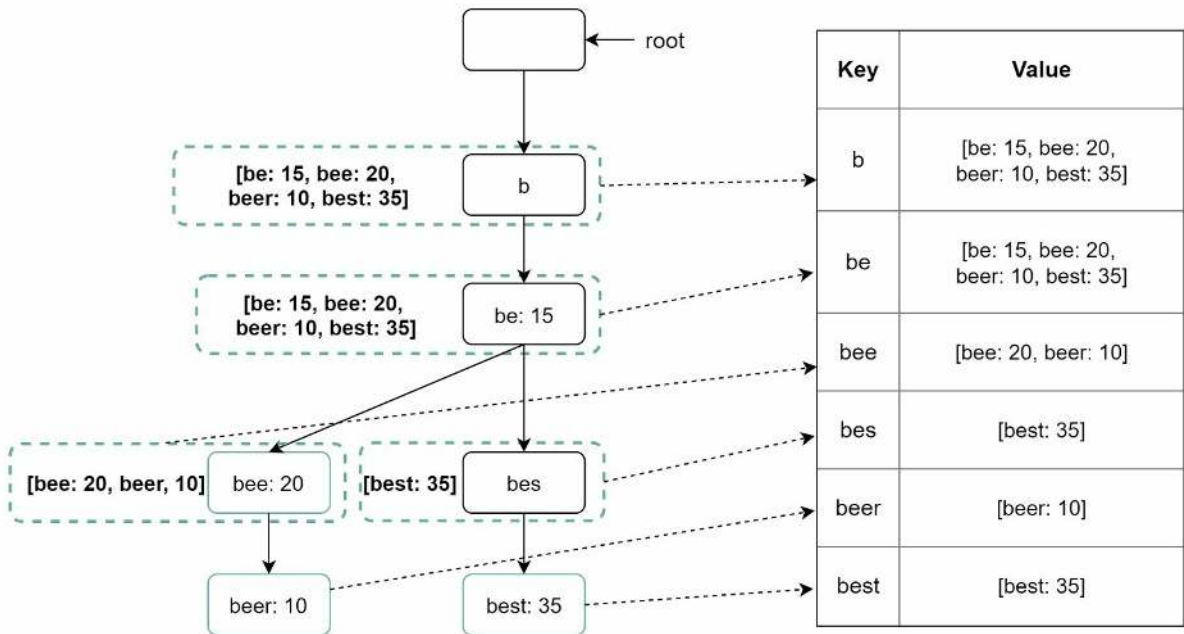 root
[be: 15, bee: 20,
beer: 10, best: 35]
b
[be: 15, bee: 20,
beer: 10, best: 35]
be: 15
[bee: 20, beer, 10]
bee: 20
[best: 35]
bes
beer: 10
best: 35
Key
Value
b
[be: 15, bee: 20,
beer: 10, best: 35]
be
[be: 15, bee: 20,
beer: 10, best: 35]
bee
[bee: 20, beer: 10]
bes
[best: 35]
beer
[beer: 10]
best
[best: 35]